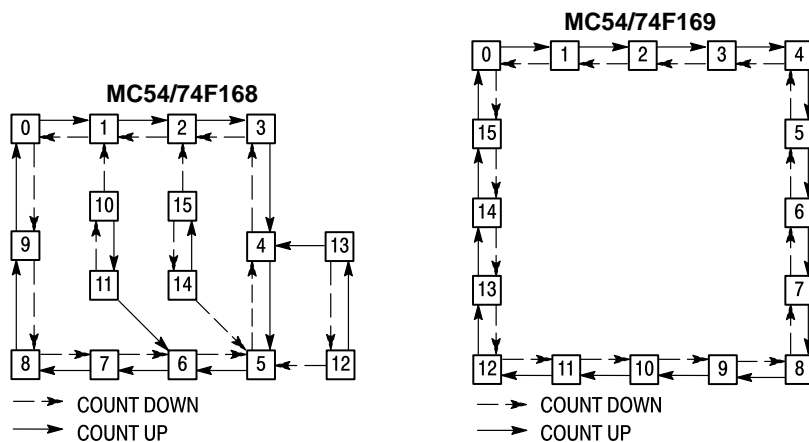 MC54/74F168
0 1 2 3
10 15
9 4 13
11 14
8 7 6 5 12
COUNT DOWN
COUNT UP
MC54/74F169
0 1 2 3 4
15 5
14 6
13 7
12 11 10 9 8
COUNT DOWN
COUNT UP